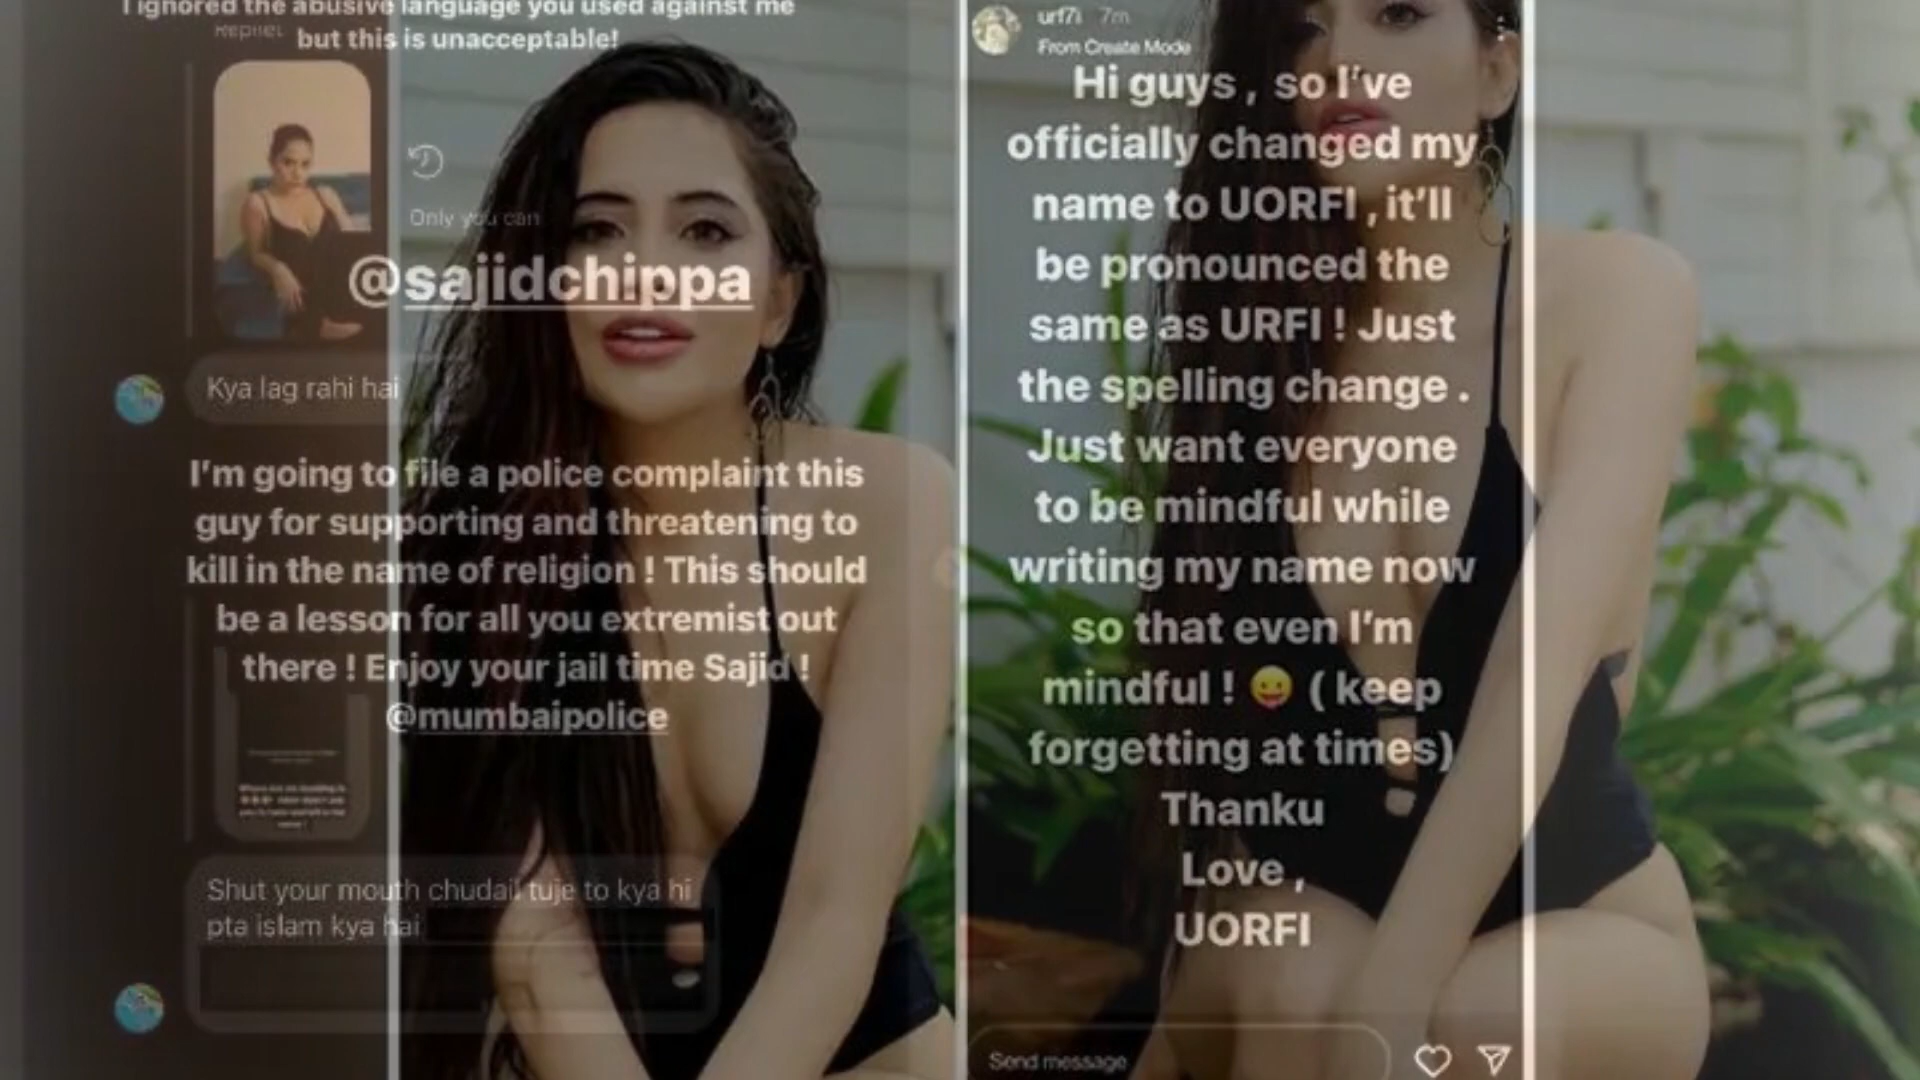 I ignored the abusive language you used against me
but this is unacceptable!
Replied
Only you can
@sajidchippa
Kya lag rahi hai
I'm going to file a police complaint this
guy for supporting and threatening to
kill in the name of religion ! This should
be a lesson for all you extremist out
there ! Enjoy your jail time Sajid !
@mumbaipolice
Shut your mouth chudail tuje to kya hi
pta islam kya hai
urf7i 7m
From Create Mode
Hi guys , so I've
officially changed my
name to UORFI , it'll
be pronounced the
same as URFI ! Just
the spelling change .
Just want everyone
to be mindful while
writing my name now
so that even I'm
mindful ! 😛 ( keep
forgetting at times)
Thanku
Love ,
UORFI
Send message